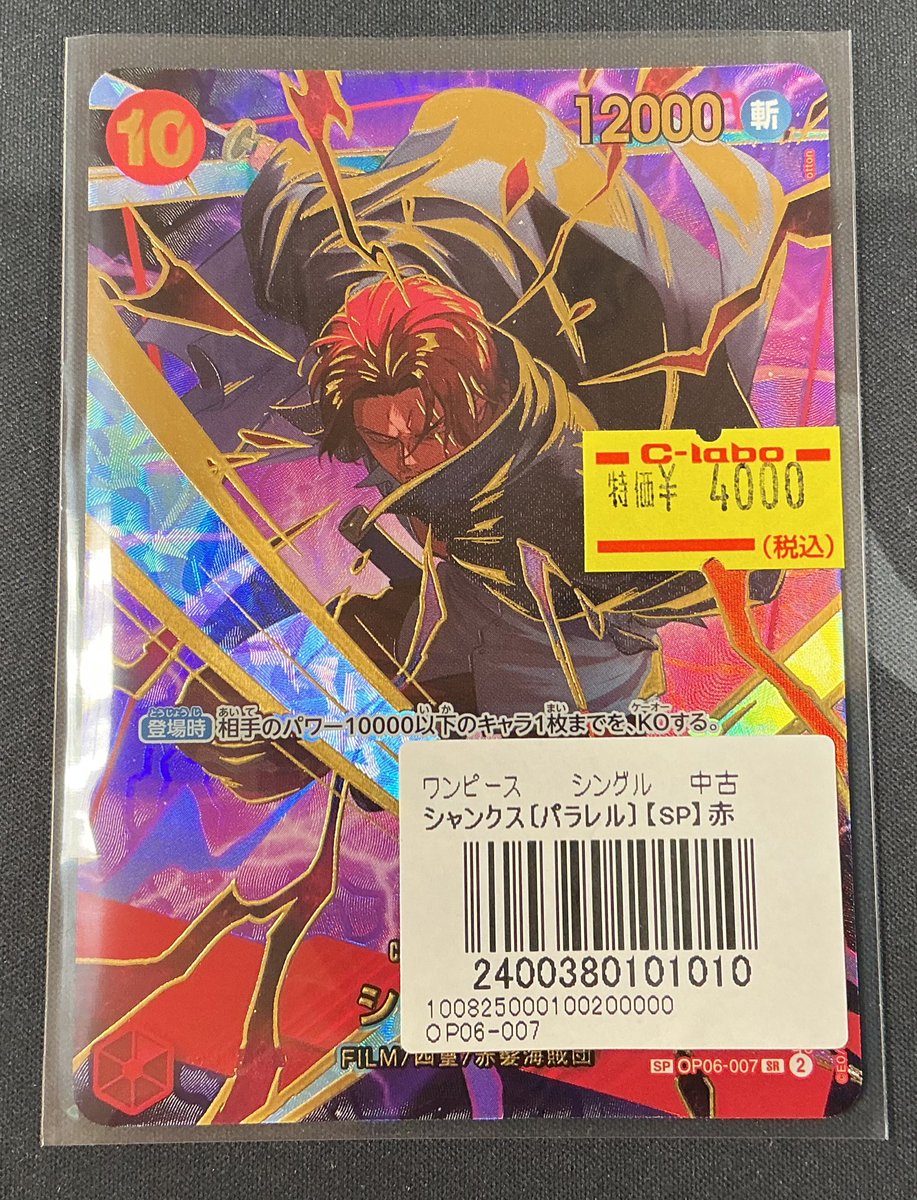 10
12000 斬
C-labo
特価¥ 4000
(税込)
登場時 相手のパワー10000以下のキャラ1枚までを、KOする。
ワンピース シングル 中古
シャンクス〔パラレル〕【SP】赤
2400380101010
100825000100200000
OP06-007
FILM/四皇/赤髪海賊団
SP OP06-007 SR 2